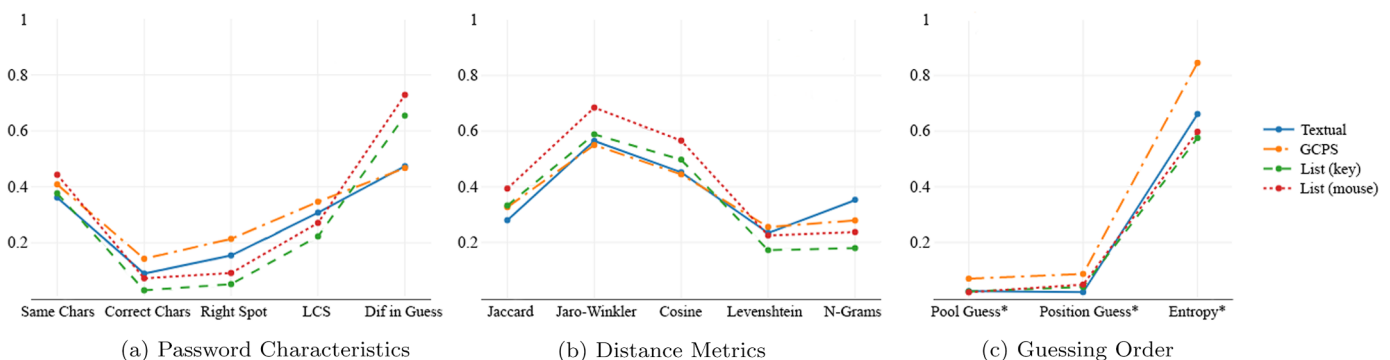 1
0.8
0.6
0.4
0.2
Same Chars Correct Chars Right Spot LCS Dif in Guess
(a) Password Characteristics
1
0.8
0.6
0.4
0.2
Jaccard Jaro-Winkler Cosine Levenshtein N-Grams
(b) Distance Metrics
1
0.8
0.6
0.4
0.2
Pool Guess* Position Guess* Entropy*
(c) Guessing Order
Textual
GCPS
List (key)
List (mouse)